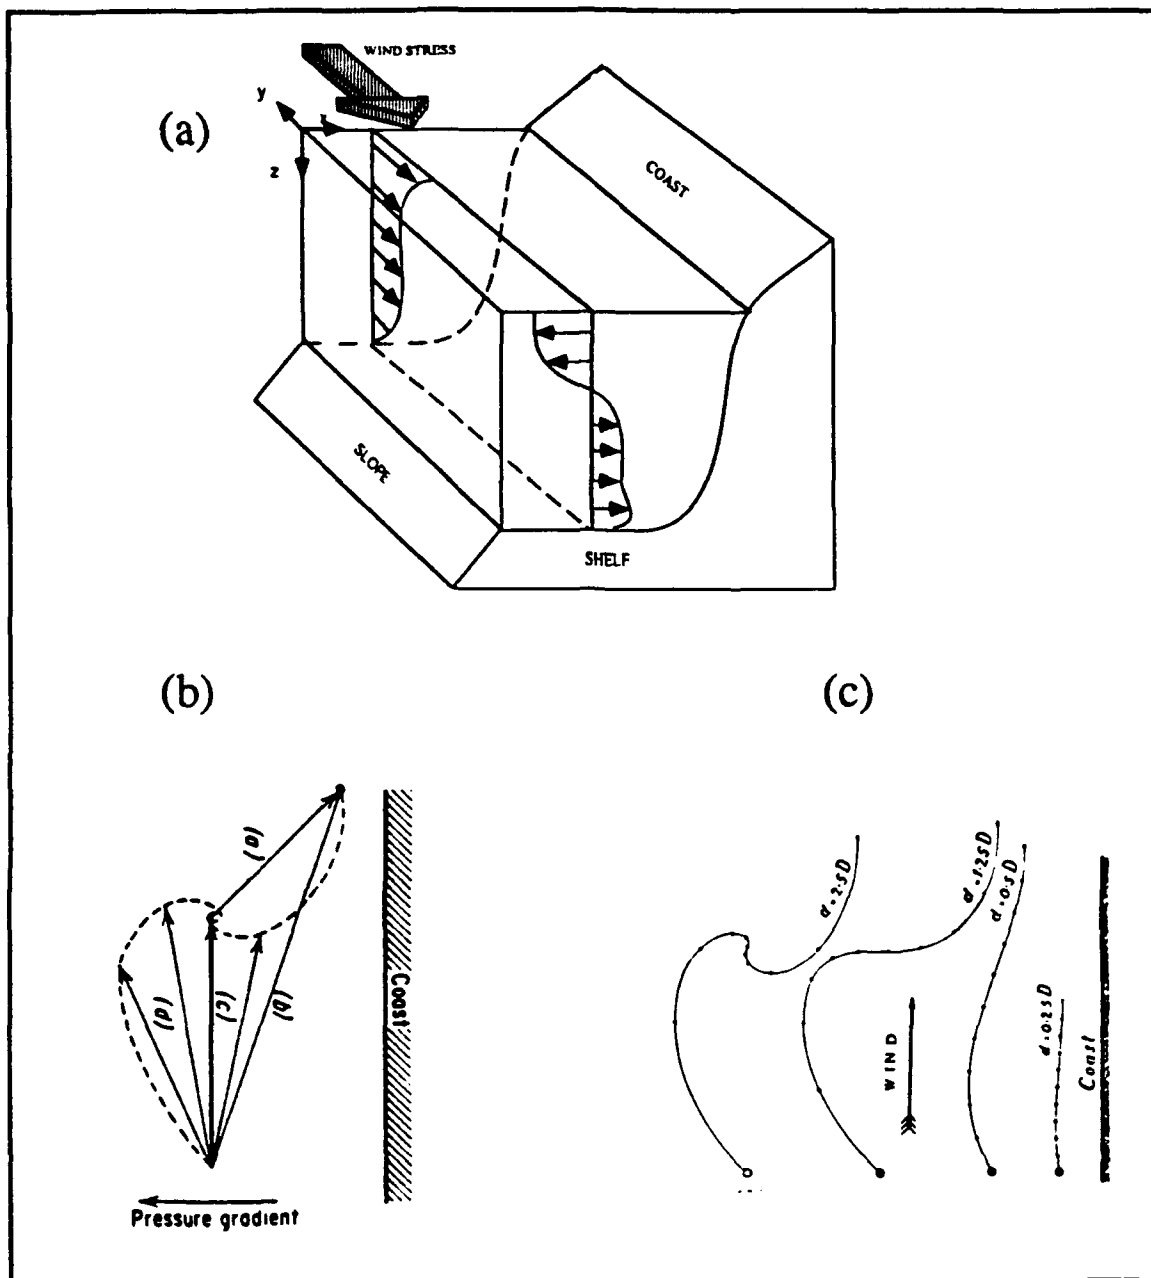 WIND STRESS
(a)
y
z
COAST
SLOPE
SHELF
(b)
(c)
(a)
(b)
(c)
(d)
Coast
Pressure gradient
d = 2·5D
d = 1·25D
d = 0·5D
d = 0·25D
WIND
Coast